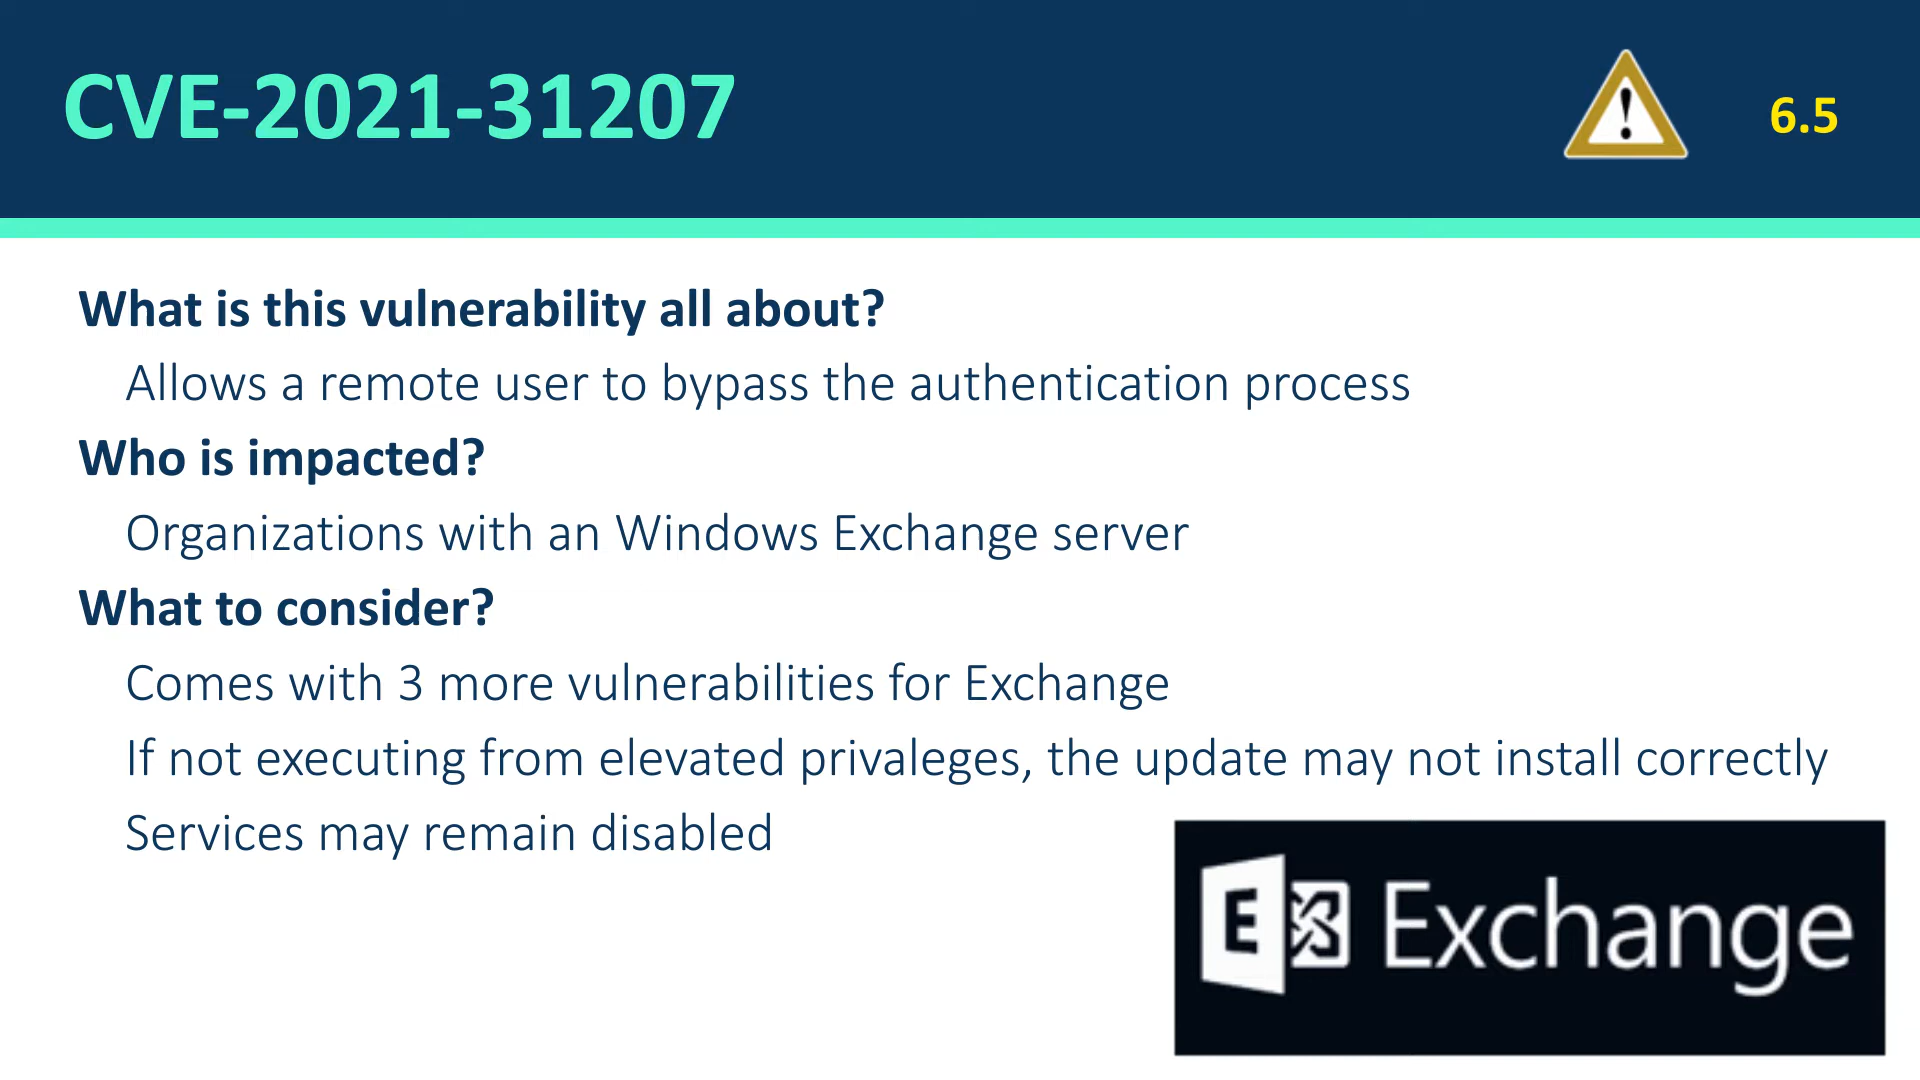 CVE-2021-31207
6.5
What is this vulnerability all about?
Allows a remote user to bypass the authentication process
Who is impacted?
Organizations with an Windows Exchange server
What to consider?
Comes with 3 more vulnerabilities for Exchange
If not executing from elevated privaleges, the update may not install correctly
Services may remain disabled
E Exchange